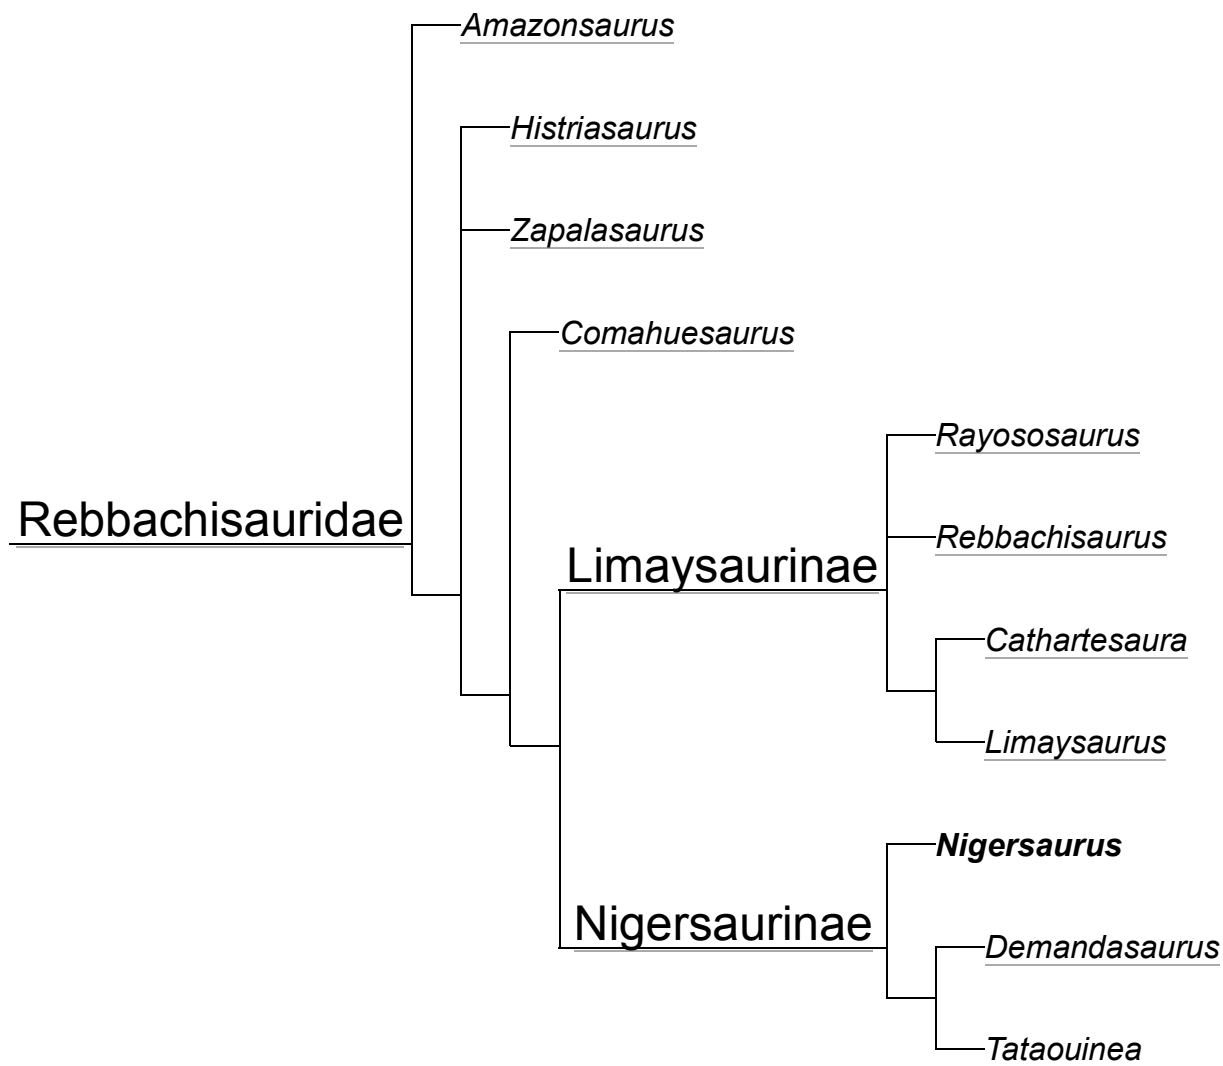 Amazonsaurus
Histriasaurus
Zapalasaurus
Comahuesaurus
Rayososaurus
Rebbachisauridae
Rebbachisaurus
Limaysaurinae
Cathartesaura
Limaysaurus
Nigersaurus
Nigersaurinae
Demandasaurus
Tataouinea